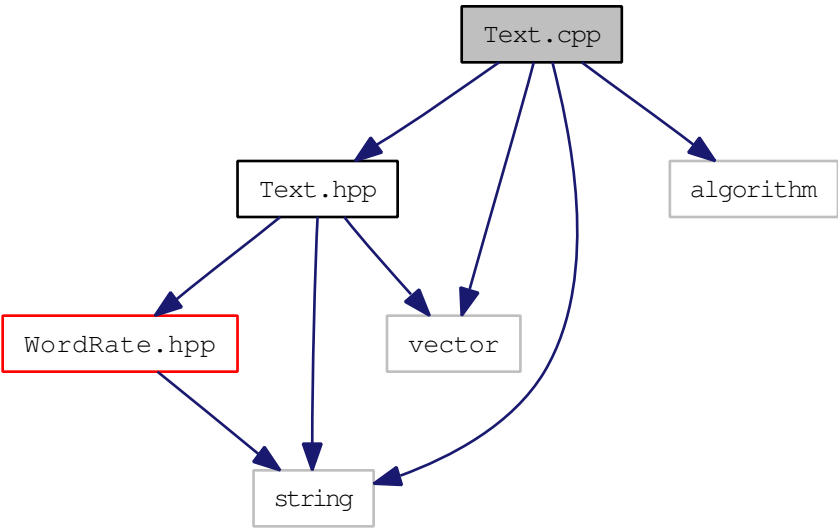 Text.cpp
Text.hpp
algorithm
WordRate.hpp
vector
string